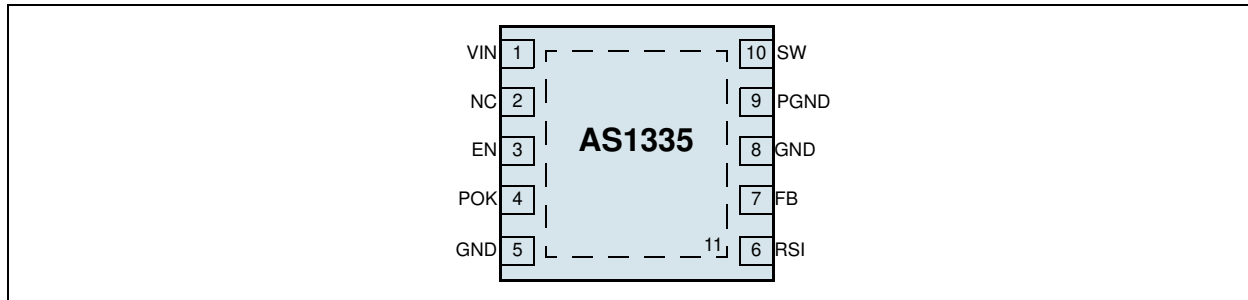 VIN 1 10 SW
NC 2 9 PGND
AS1335
EN 3 8 GND
POK 4 7 FB
GND 5 11 6 RSI